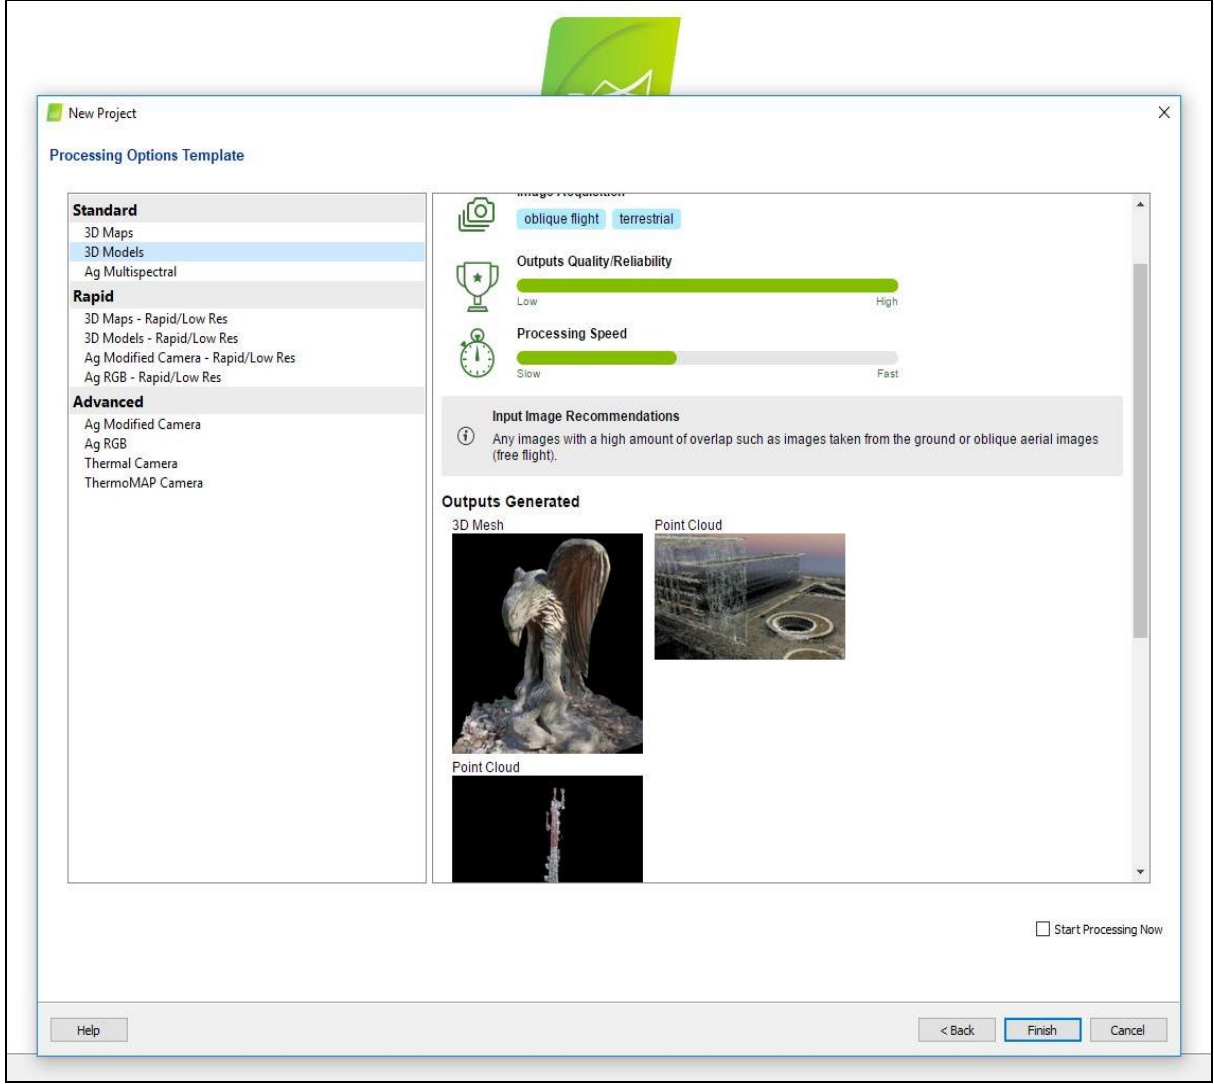 New Project
Processing Options Template
Standard
3D Maps
3D Models
Ag Multispectral
Rapid
3D Maps - Rapid/Low Res
3D Models - Rapid/Low Res
Ag Modified Camera - Rapid/Low Res
Ag RGB - Rapid/Low Res
Advanced
Ag Modified Camera
Ag RGB
Thermal Camera
ThermoMAP Camera
Image Acquisition
oblique flight terrestrial
Outputs Quality/Reliability
Low High
Processing Speed
Slow Fast
Input Image Recommendations
Any images with a high amount of overlap such as images taken from the ground or oblique aerial images
(free flight).
Outputs Generated
3D Mesh Point Cloud
Point Cloud
Start Processing Now
Help < Back Finish Cancel